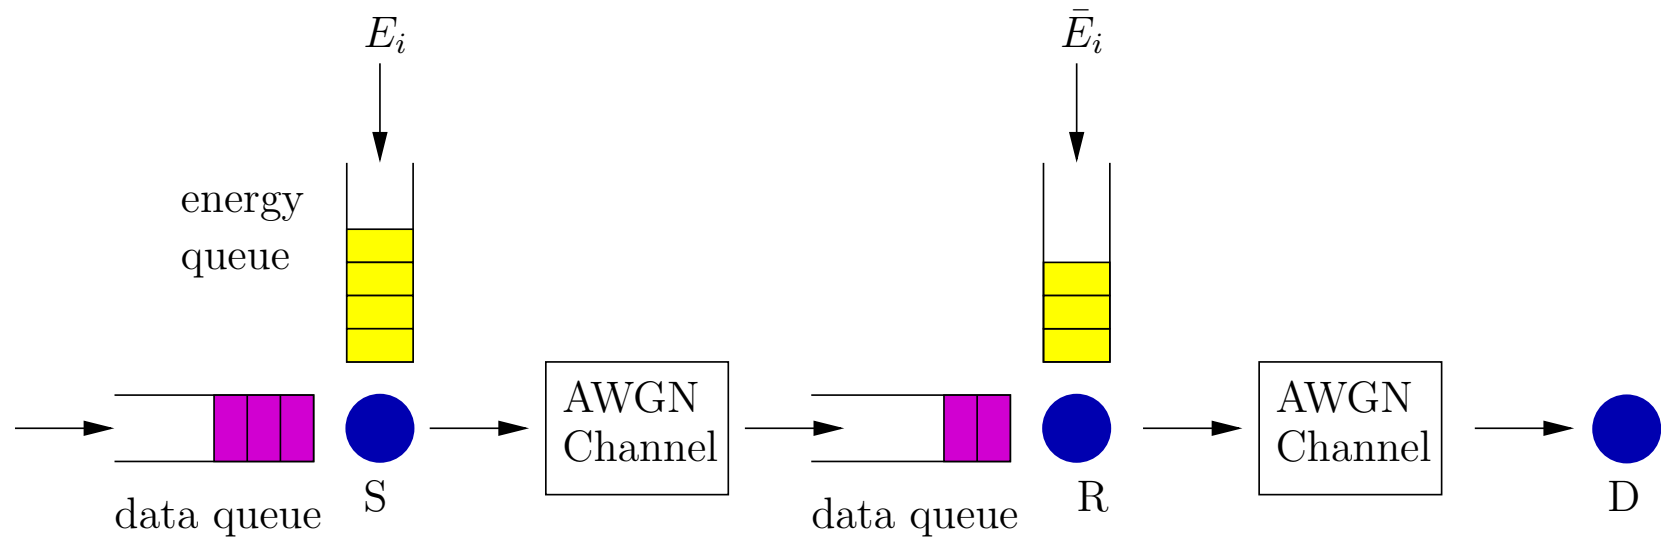 E_i
Ē_i
energy
queue
AWGN
Channel
AWGN
Channel
S
R
D
data queue
data queue